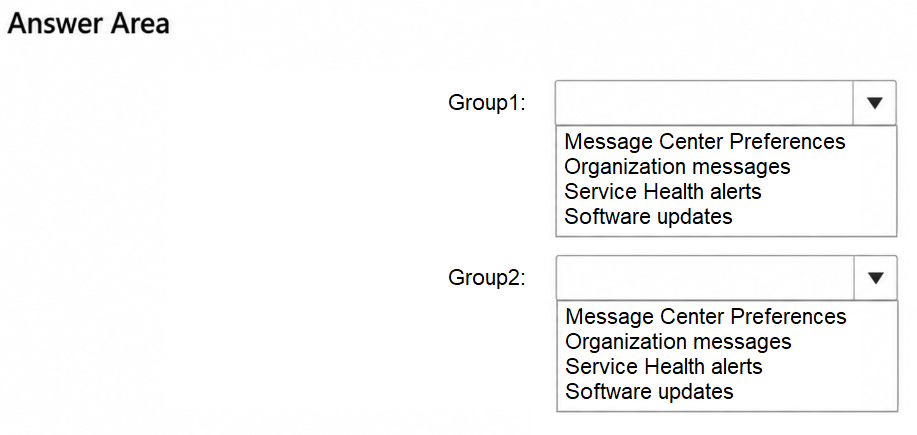 Answer Area
Group1:
Message Center Preferences
Organization messages
Service Health alerts
Software updates
Group2:
Message Center Preferences
Organization messages
Service Health alerts
Software updates